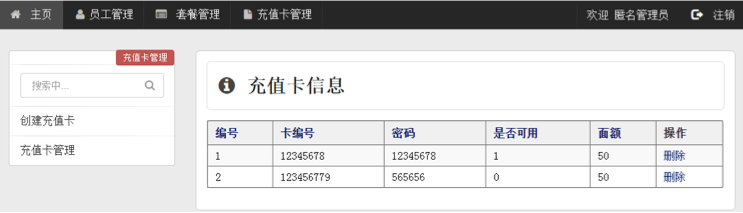 主页 员工管理 套餐管理 充值卡管理 欢迎 匿名管理员 注销
充值卡管理
搜索中...
创建充值卡
充值卡管理
充值卡信息
编号 卡编号 密码 是否可用 面额 操作
1 12345678 12345678 1 50 删除
2 123456779 565656 0 50 删除